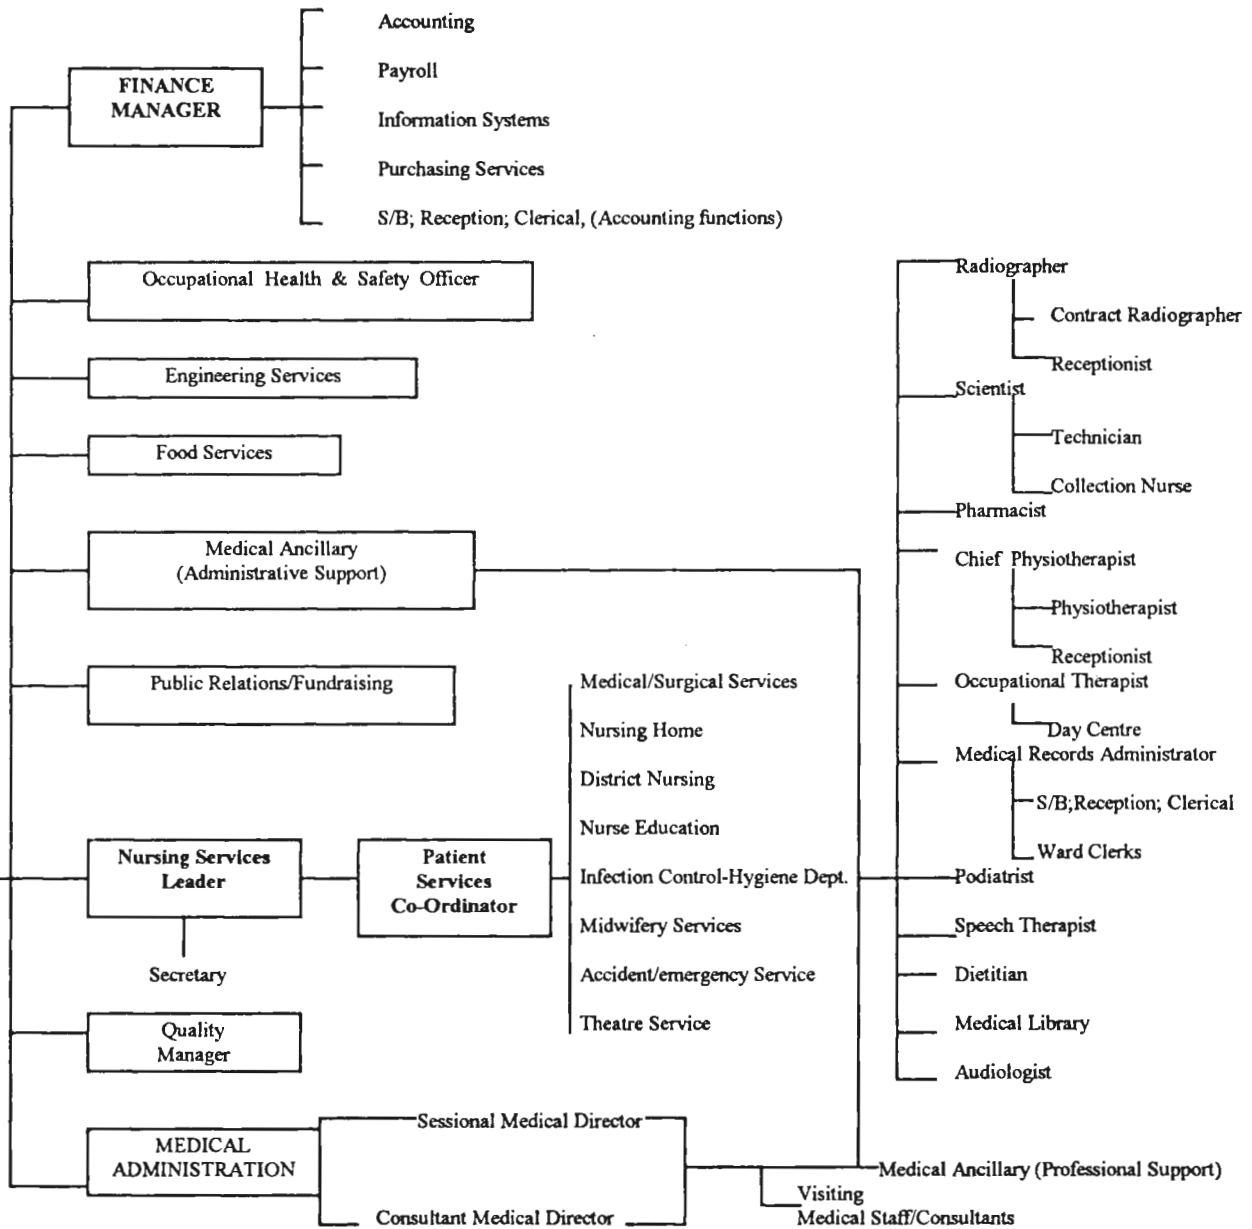 Accounting
FINANCE
MANAGER
Payroll
Information Systems
Purchasing Services
S/B; Reception; Clerical, (Accounting functions)
Occupational Health & Safety Officer
Engineering Services
Food Services
Medical Ancillary
(Administrative Support)
Public Relations/Fundraising
Nursing Services
Leader
Secretary
Patient
Services
Co-Ordinator
Medical/Surgical Services
Nursing Home
District Nursing
Nurse Education
Infection Control-Hygiene Dept.
Midwifery Services
Accident/emergency Service
Theatre Service
Quality
Manager
MEDICAL
ADMINISTRATION
Sessional Medical Director
Consultant Medical Director
Radiographer
Contract Radiographer
Receptionist
Scientist
Technician
Collection Nurse
Pharmacist
Chief Physiotherapist
Physiotherapist
Receptionist
Occupational Therapist
Day Centre
Medical Records Administrator
S/B;Reception; Clerical
Ward Clerks
Podiatrist
Speech Therapist
Dietitian
Medical Library
Audiologist
Medical Ancillary (Professional Support)
Visiting
Medical Staff/Consultants